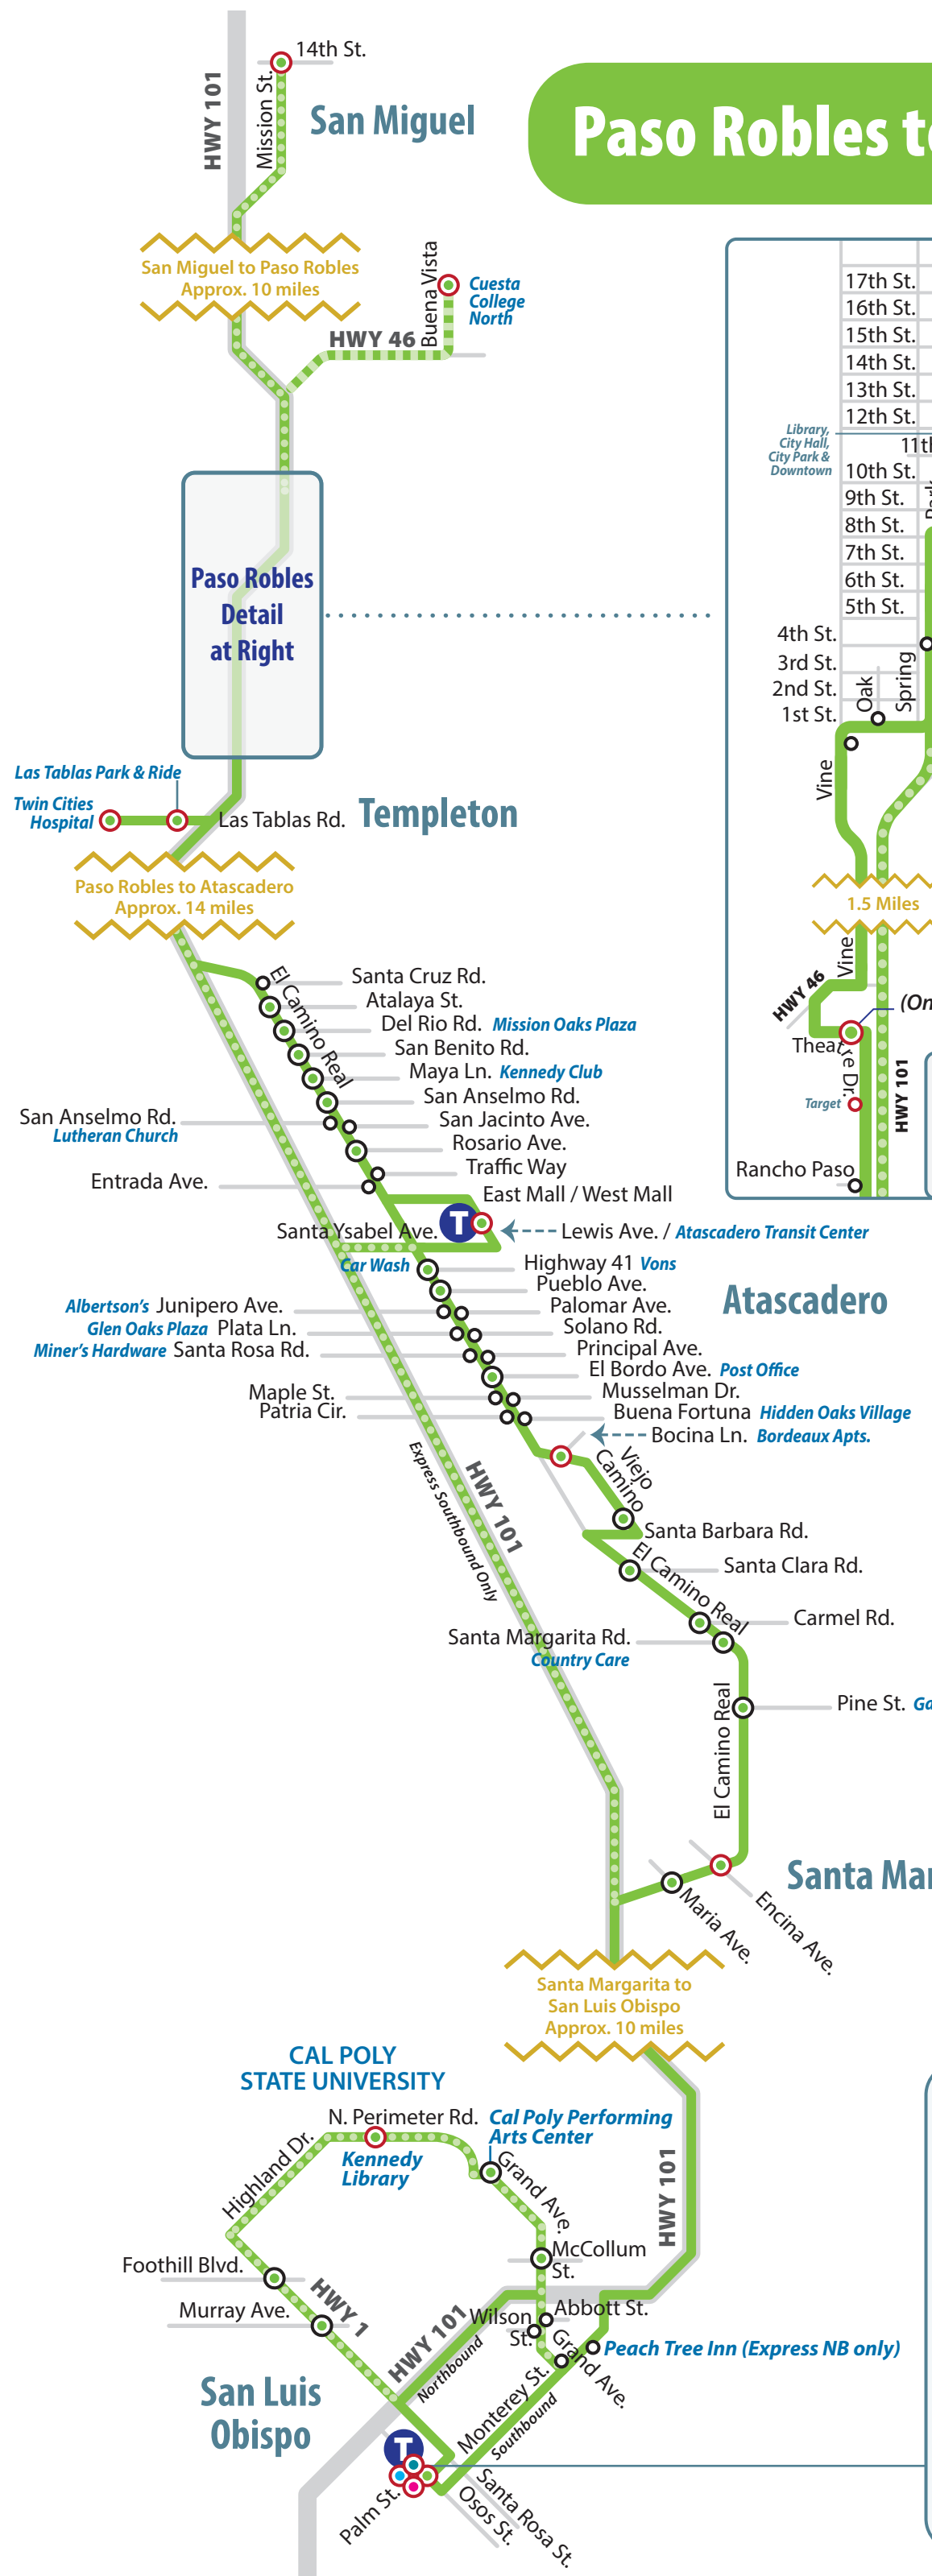 14th St.
HWY 101
Mission St.
San Miguel
Paso Robles to
San Miguel to Paso Robles
Approx. 10 miles
Buena Vista
Cuesta
College
North
HWY 46
17th St.
16th St.
15th St.
14th St.
13th St.
12th St.
Library,
City Hall,
City Park &
Downtown
11th
10th St.
9th St.
8th St.
7th St.
6th St.
5th St.
4th St.
3rd St.
2nd St.
1st St.
Oak
Spring
Vine
Paso Robles
Detail
at Right
Las Tablas Park & Ride
Twin Cities
Hospital
Las Tablas Rd.
Templeton
Paso Robles to Atascadero
Approx. 14 miles
1.5 Miles
Vine
HWY 46
(On
Theatre Dr.
Target
HWY 101
Rancho Paso
El Camino Real
Santa Cruz Rd.
Atalaya St.
Del Rio Rd. Mission Oaks Plaza
San Benito Rd.
Maya Ln. Kennedy Club
San Anselmo Rd.
San Anselmo Rd.
Lutheran Church
San Jacinto Ave.
Rosario Ave.
Traffic Way
Entrada Ave.
East Mall / West Mall
Santa Ysabel Ave.
T
Lewis Ave. / Atascadero Transit Center
Car Wash
Highway 41 Vons
Pueblo Ave.
Atascadero
Albertson's Junipero Ave.
Palomar Ave.
Glen Oaks Plaza Plata Ln.
Solano Rd.
Miner's Hardware Santa Rosa Rd.
Principal Ave.
El Bordo Ave. Post Office
Maple St.
Musselman Dr.
Patria Cir.
Buena Fortuna Hidden Oaks Village
Bocina Ln. Bordeaux Apts.
HWY 101
Express Southbound Only
Viejo
Camino
Santa Barbara Rd.
El Camino Real
Santa Clara Rd.
Carmel Rd.
Santa Margarita Rd.
Country Care
El Camino Real
Pine St. Ga
Santa Mar
Maria Ave.
Encina Ave.
Santa Margarita to
San Luis Obispo
Approx. 10 miles
CAL POLY
STATE UNIVERSITY
N. Perimeter Rd.
Cal Poly Performing
Arts Center
Kennedy
Library
Highland Dr.
Grand Ave.
HWY 101
McCollum
St.
Foothill Blvd.
Murray Ave.
HWY 1
HWY 101
Northbound
Wilson
St.
Abbott St.
Grand Ave.
Peach Tree Inn (Express NB only)
Monterey St.
Southbound
San Luis
Obispo
T
Palm St.
Santa Rosa St.
Osos St.